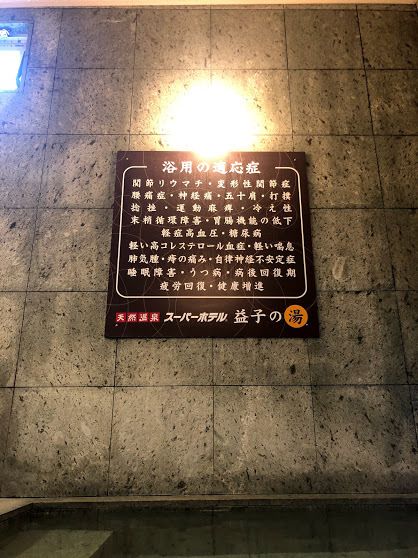 浴用の適応症
関節リウマチ・変形性関節症
腰痛症・神経痛・五十肩・打撲
捻挫・運動麻痺・冷え性
末梢循環障害・胃腸機能の低下
軽症高血圧・糖尿病
軽い高コレステロール血症・軽い喘息
肺気腫・痔の痛み・自律神経不安定症
睡眠障害・うつ病・病後回復期
疲労回復・健康増進
天然温泉 スーパーホテル 益子の湯